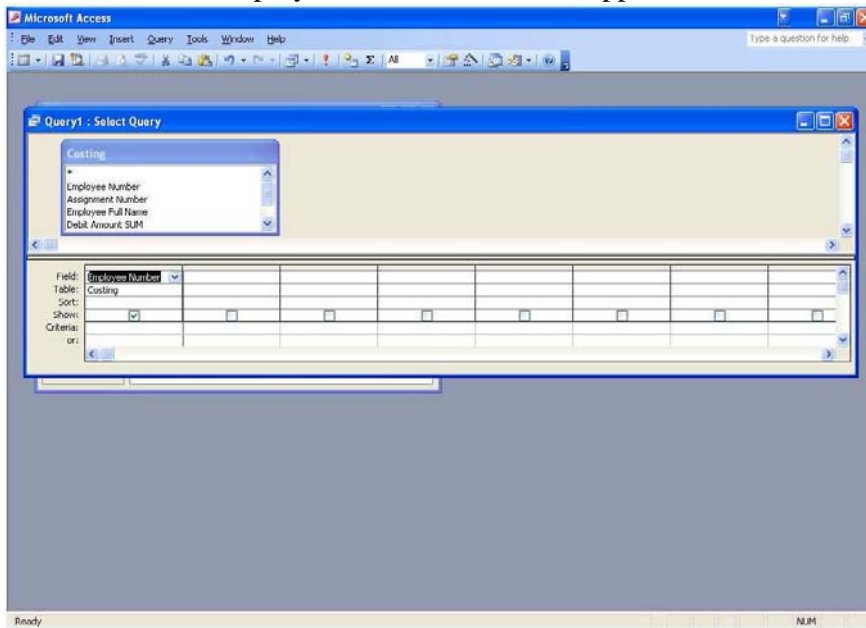 Microsoft Access
File Edit View Insert Query Tools Window Help
Type a question for help
All
Query1 : Select Query
Costing
*
Employee Number
Assignment Number
Employee Full Name
Debit Amount SUM
Field: Employee Number
Table: Costing
Sort:
Show:
Criteria:
or:
Ready
NUM